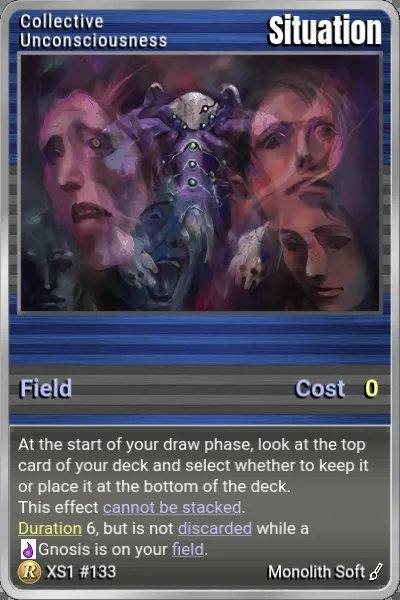 Collective
Unconsciousness
Situation
Field
Cost 0
At the start of your draw phase, look at the top
card of your deck and select whether to keep it
or place it at the bottom of the deck.
This effect cannot be stacked.
Duration 6, but is not discarded while a
Gnosis is on your field.
R XS1 #133
Monolith Soft